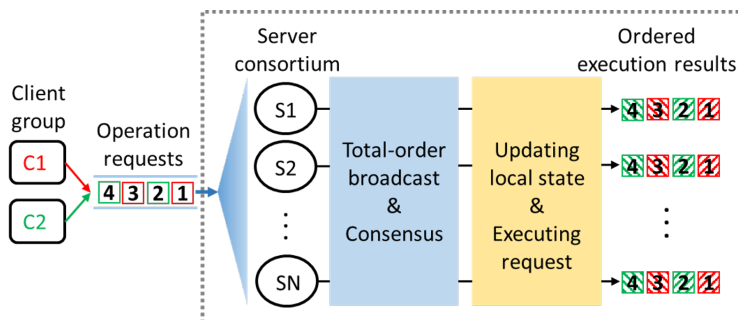 Client
group
C1
C2
Operation
requests
4 3 2 1
Server
consortium
S1
S2
SN
Total-order
broadcast
&
Consensus
Updating
local state
&
Executing
request
Ordered
execution results
4 3 2 1
4 3 2 1
4 3 2 1